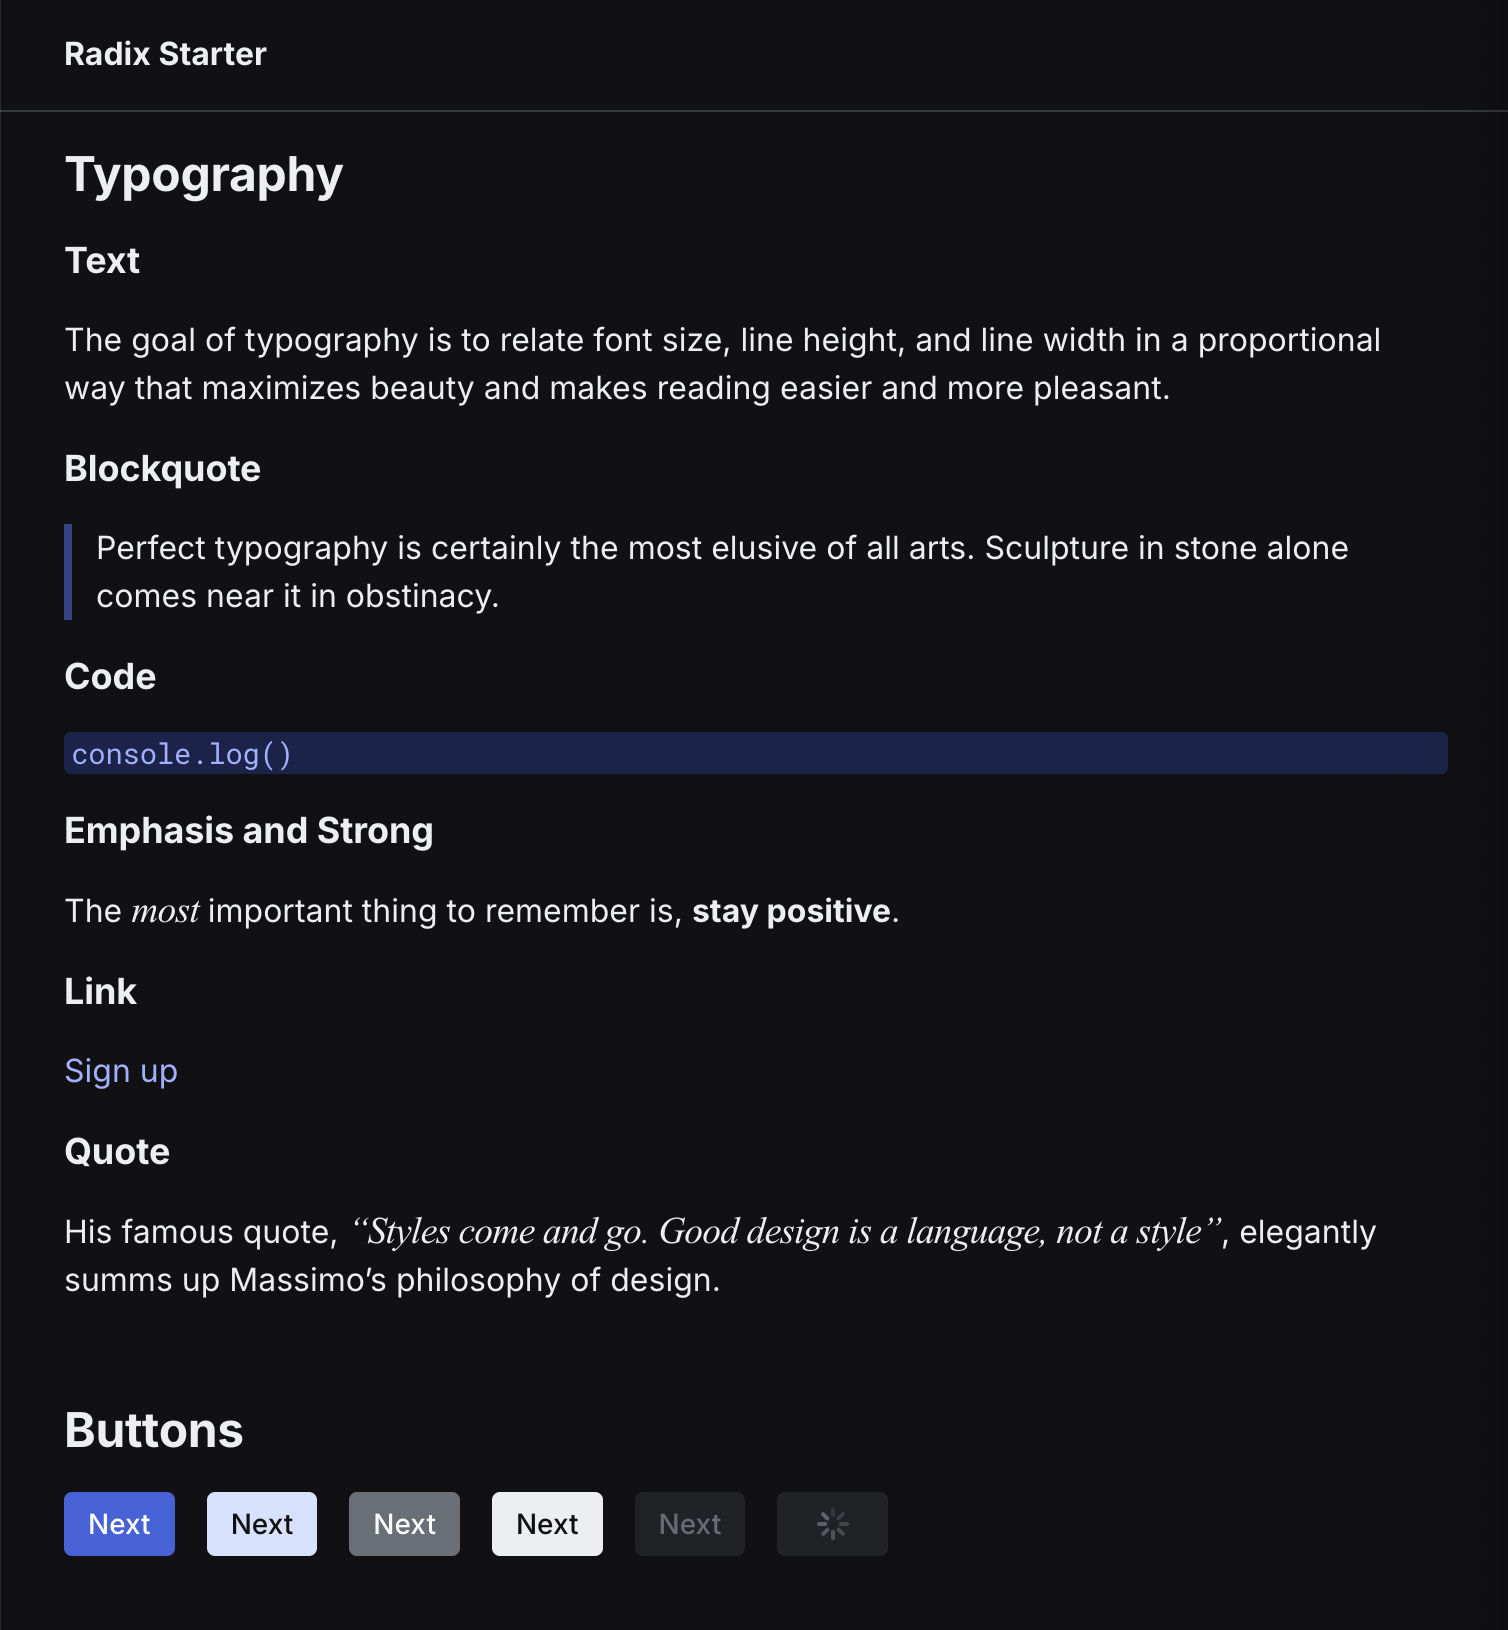 Radix Starter
Typography
Text
The goal of typography is to relate font size, line height, and line width in a proportional
way that maximizes beauty and makes reading easier and more pleasant.
Blockquote
Perfect typography is certainly the most elusive of all arts. Sculpture in stone alone
comes near it in obstinacy.
Code
console.log()
Emphasis and Strong
The most important thing to remember is, stay positive.
Link
Sign up
Quote
His famous quote, “Styles come and go. Good design is a language, not a style”, elegantly
summs up Massimo’s philosophy of design.
Buttons
Next Next Next Next Next